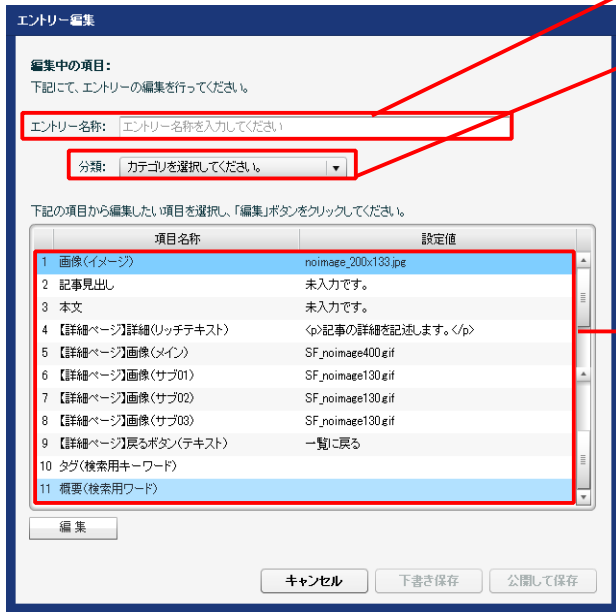 エントリー編集
編集中の項目：
下記にて、エントリーの編集を行ってください。
エントリー名称： エントリー名称を入力してください
分類： カテゴリを選択してください。
下記の項目から編集したい項目を選択し、「編集」ボタンをクリックしてください。
項目名称 設定値
1 画像(イメージ) noimage_200x133.jpg
2 記事見出し 未入力です。
3 本文 未入力です。
4 【詳細ページ】詳細(リッチテキスト) <p>記事の詳細を記述します。</p>
5 【詳細ページ】画像(メイン) SF_noimage400.gif
6 【詳細ページ】画像(サブ01) SF_noimage130.gif
7 【詳細ページ】画像(サブ02) SF_noimage130.gif
8 【詳細ページ】画像(サブ03) SF_noimage130.gif
9 【詳細ページ】戻るボタン(テキスト) 一覧に戻る
10 タグ(検索用キーワード)
11 概要(検索用ワード)
編集
キャンセル 下書き保存 公開して保存